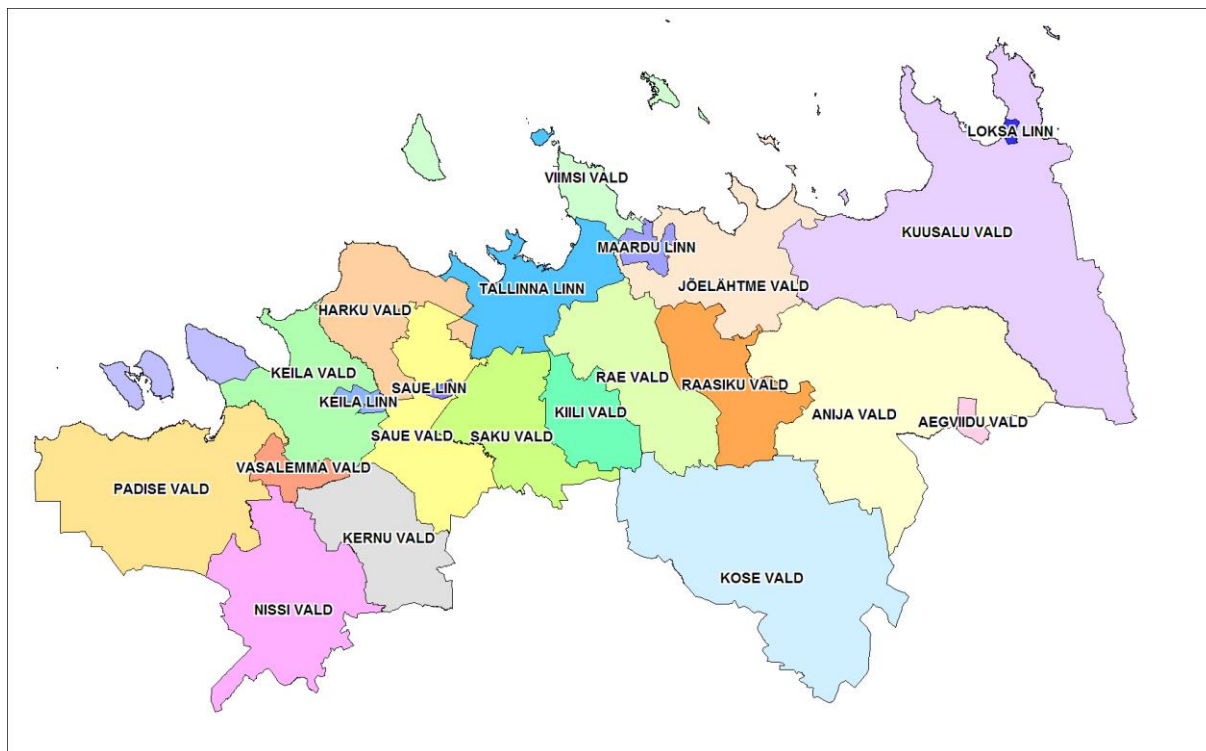 LOKSA LINN
VIIMSI VALD
KUUSALU VALD
MAARDU LINN
TALLINNA LINN
JÕELÄHTME VALD
HARKU VALD
KEILA VALD
RAE VALD
RAASIKU VALD
SAUE LINN
KEILA LINN
KIILI VALD
ANIJA VALD
AEGVIIDU VALD
SAUE VALD
SAKU VALD
VASALEMMA VALD
PADISE VALD
KERNU VALD
KOSE VALD
NISSI VALD